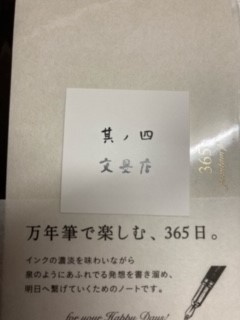 其ノ四
文具店
365
万年筆で楽しむ、365日。
インクの濃淡を味わいながら
泉のようにあふれでる発想を書き溜め、
明日へ繋げていくためのノートです。
for your Happy Days!